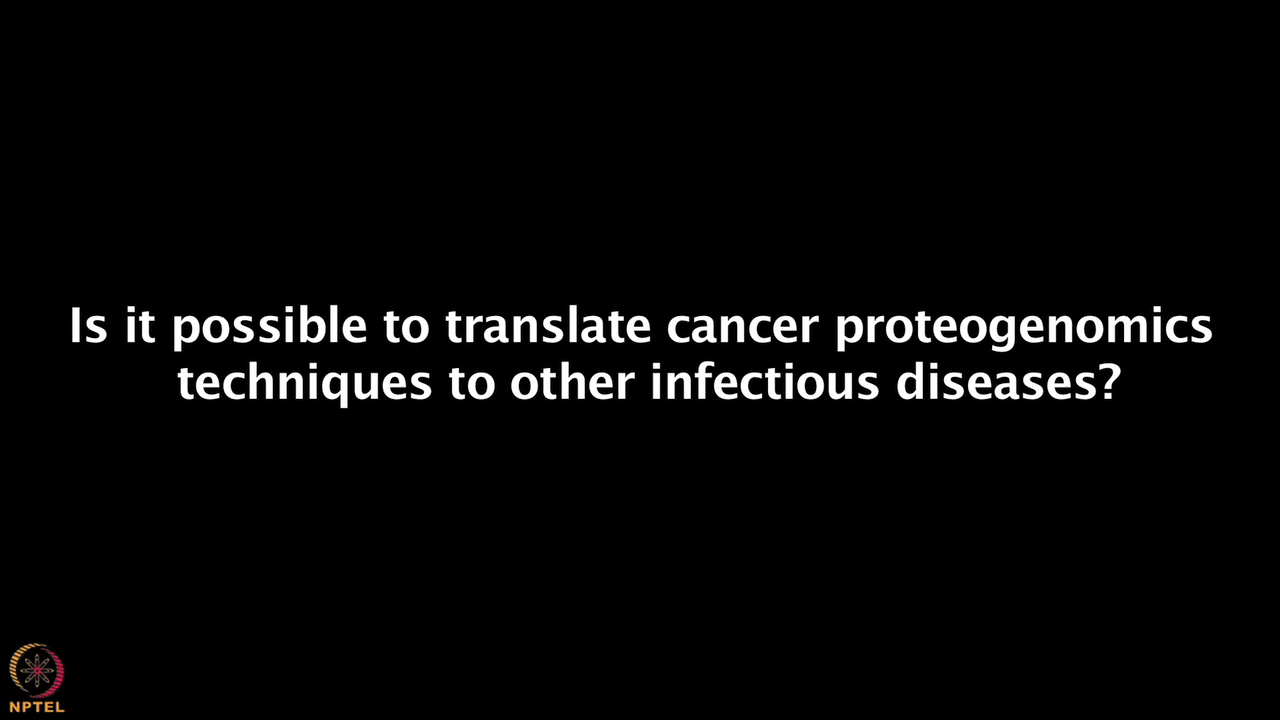 Is it possible to translate cancer proteogenomics
techniques to other infectious diseases?
NPTEL